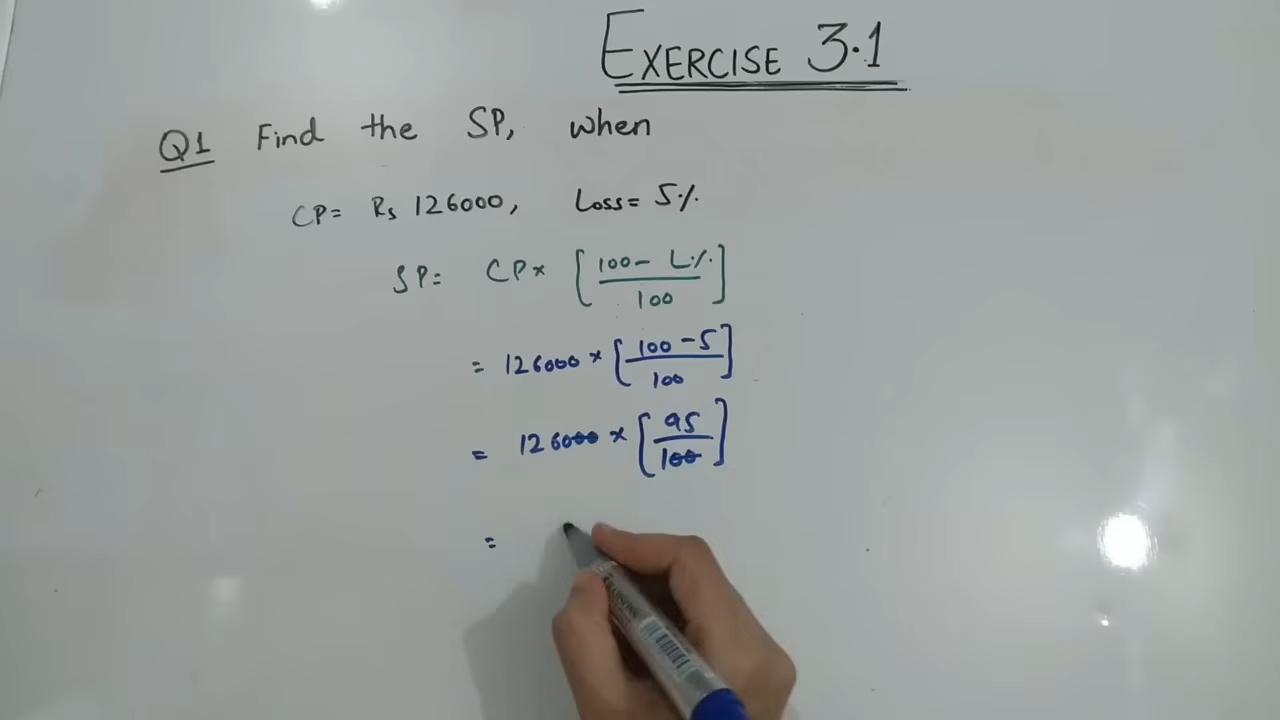 EXERCISE 3.1
Q1 Find the SP, when
CP= Rs 126000, Loss= 5%
SP= CP× [100- L% / 100]
= 126000 × [100-5 / 100]
= 126000 × [95 / 100]
=